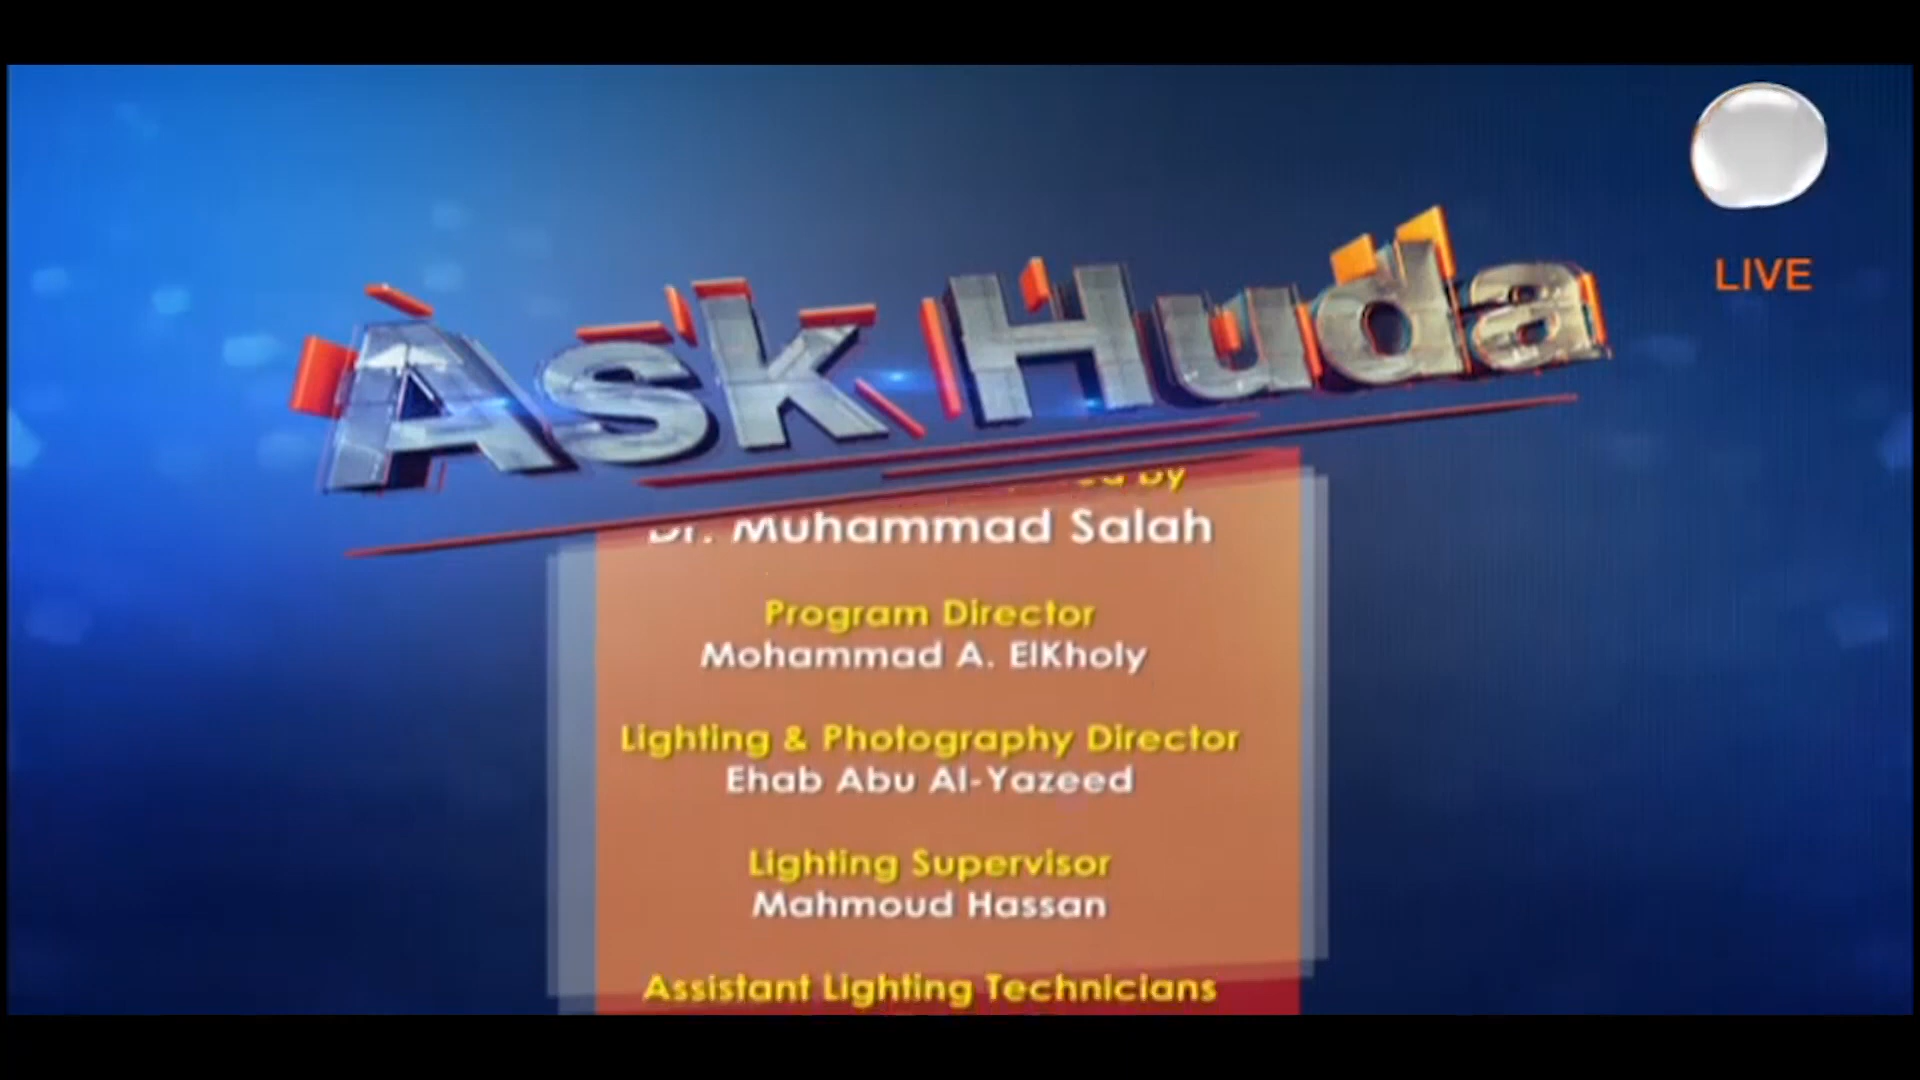 Ask Huda
LIVE
by
Dr. Muhammad Salah
Program Director
Mohammad A. ElKholy
Lighting & Photography Director
Ehab Abu Al-Yazeed
Lighting Supervisor
Mahmoud Hassan
Assistant Lighting Technicians